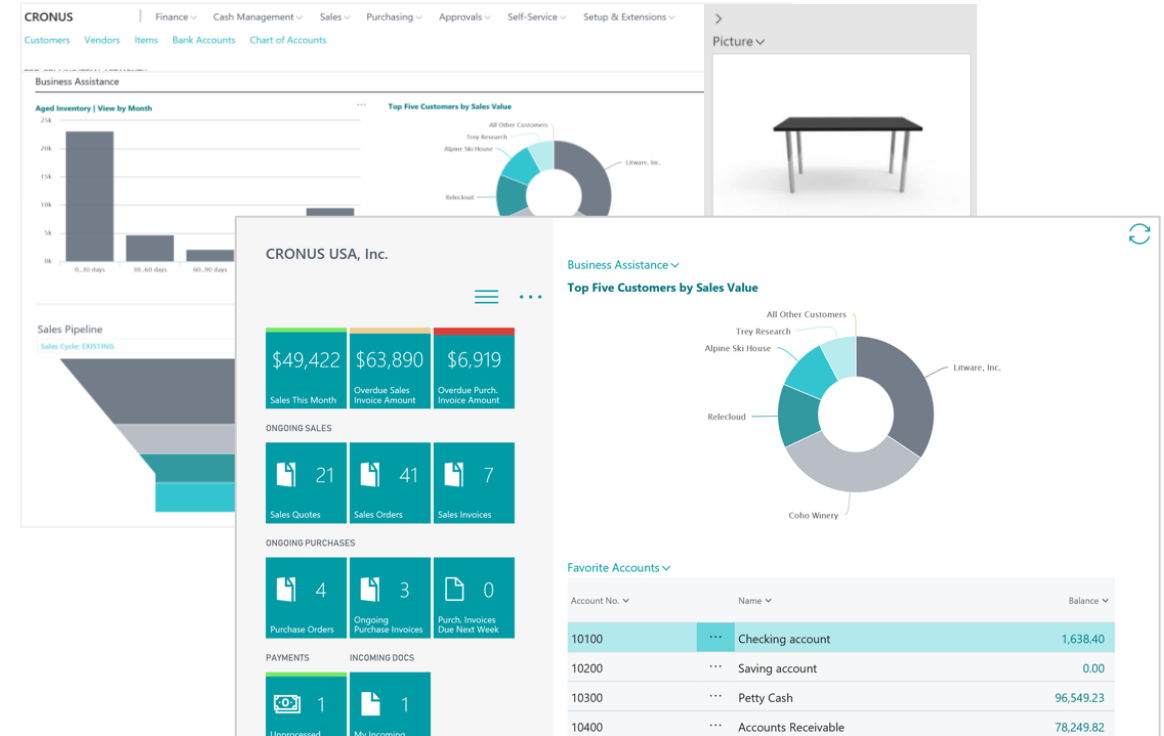 CRONUS
Finance
Cash Management
Sales
Purchasing
Approvals
Self-Service
Setup & Extensions
Customers
Vendors
Items
Bank Accounts
Chart of Accounts
Business Assistance
Aged Inventory | View by Month
25k
20k
15k
10k
5k
0k
0..30 days
30..60 days
60..90 days
Top Five Customers by Sales Value
All Other Customers
Trey Research
Alpine Ski House
Litware, Inc.
Relecloud
Sales Pipeline
Sales Cycle: EXISTING
Picture
CRONUS USA, Inc.
$49,422
Sales This Month
$63,890
Overdue Sales
Invoice Amount
$6,919
Overdue Purch.
Invoice Amount
ONGOING SALES
21
Sales Quotes
41
Sales Orders
7
Sales Invoices
ONGOING PURCHASES
4
Purchase Orders
3
Ongoing
Purchase Invoices
0
Purch. Invoices
Due Next Week
PAYMENTS
INCOMING DOCS
1
Unprocessed
1
My Incoming
Business Assistance
Top Five Customers by Sales Value
All Other Customers
Trey Research
Alpine Ski House
Litware, Inc.
Relecloud
Coho Winery
Favorite Accounts
Account No. Name Balance
10100 Checking account 1,638.40
10200 Saving account 0.00
10300 Petty Cash 96,549.23
10400 Accounts Receivable 78,249.82